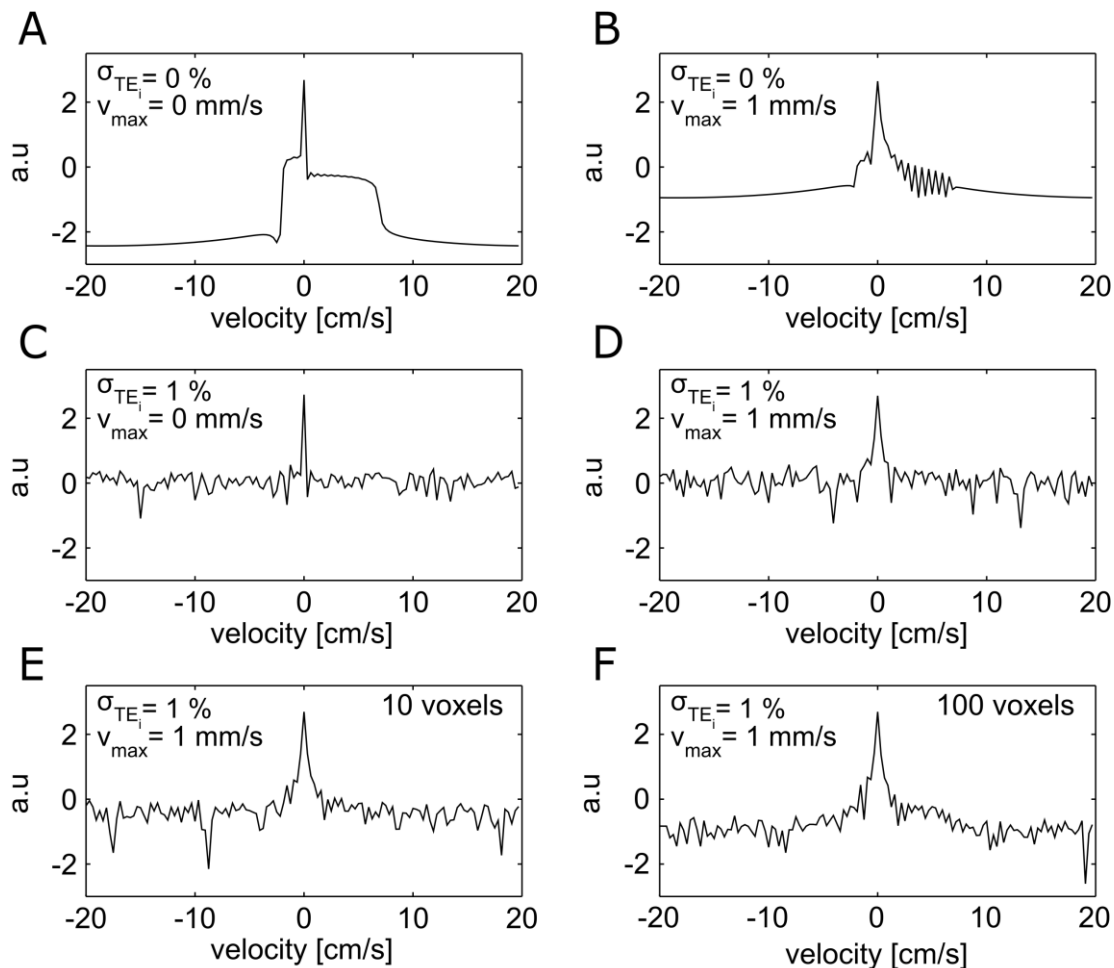 A
σTEi= 0 %
vmax= 0 mm/s
2
0
-2
a.u
-20 -10 0 10 20
velocity [cm/s]
B
σTEi= 0 %
vmax= 1 mm/s
2
0
-2
a.u
-20 -10 0 10 20
velocity [cm/s]
C
σTEi= 1 %
vmax= 0 mm/s
2
0
-2
a.u
-20 -10 0 10 20
velocity [cm/s]
D
σTEi= 1 %
vmax= 1 mm/s
2
0
-2
a.u
-20 -10 0 10 20
velocity [cm/s]
E
σTEi= 1 % 10 voxels
vmax= 1 mm/s
2
0
-2
a.u
-20 -10 0 10 20
velocity [cm/s]
F
σTEi= 1 % 100 voxels
vmax= 1 mm/s
2
0
-2
a.u
-20 -10 0 10 20
velocity [cm/s]